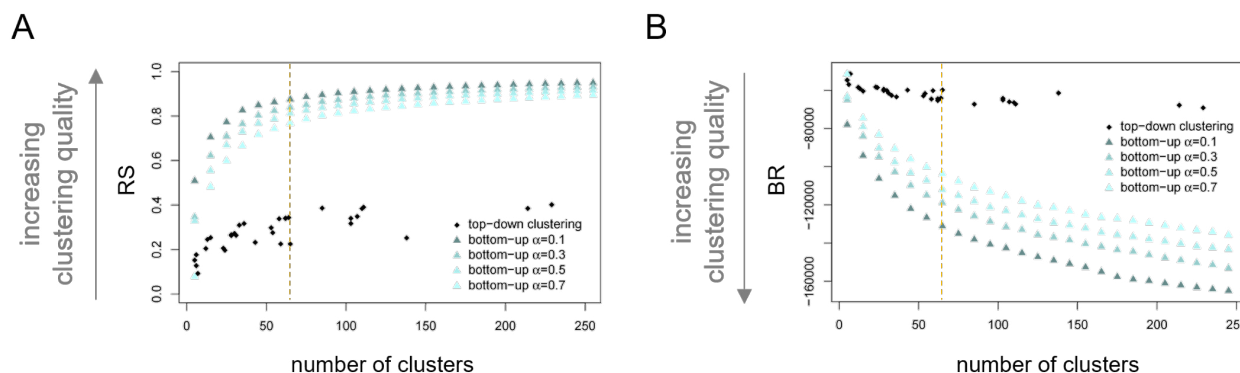 A
increasing
clustering quality
RS
1.0
0.8
0.6
0.4
0.2
0.0
top-down clustering
bottom-up α=0.1
bottom-up α=0.3
bottom-up α=0.5
bottom-up α=0.7
0 50 100 150 200 250
number of clusters
B
increasing
clustering quality
BR
-80000
-120000
-160000
top-down clustering
bottom-up α=0.1
bottom-up α=0.3
bottom-up α=0.5
bottom-up α=0.7
0 50 100 150 200 250
number of clusters